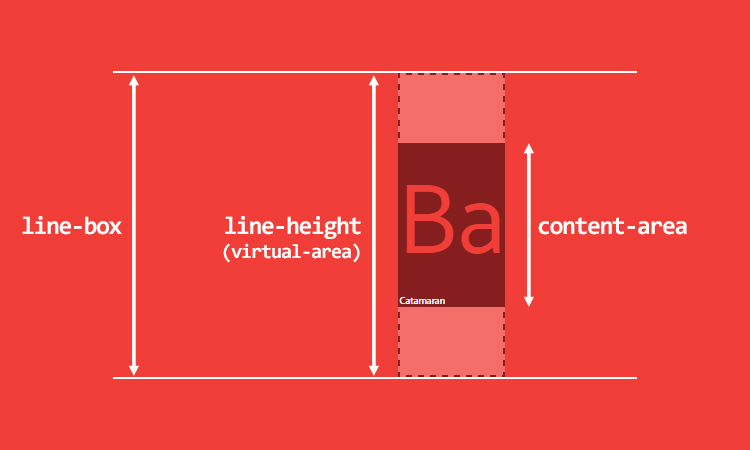 line-box
line-height
(virtual-area)
Ba
Catamaran
content-area